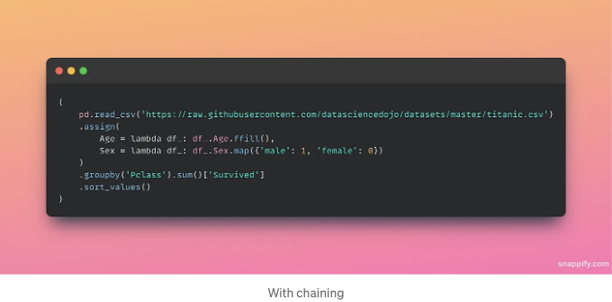 (
    pd.read_csv('https://raw.githubusercontent.com/datasciencedojo/datasets/master/titanic.csv')
    .assign(
        Age = lambda df_: df_.Age.ffill(),
        Sex = lambda df_: df_.Sex.map({'male': 1, 'female': 0})
    )
    .groupby('Pclass').sum()['Survived']
    .sort_values()
)
snappify.com
With chaining